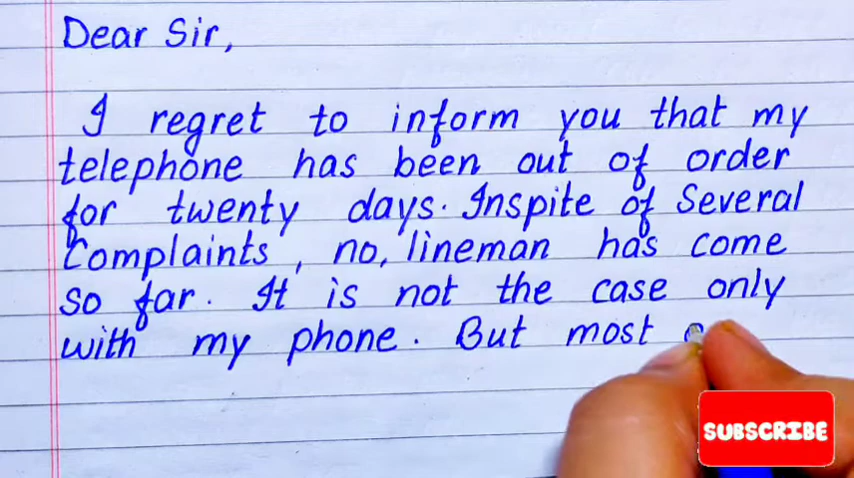 Dear Sir,
I regret to inform you that my
telephone has been out of order
for twenty days. Inspite of Several
Complaints, no, lineman has come
so far. It is not the case only
with my phone. But most
SUBSCRIBE